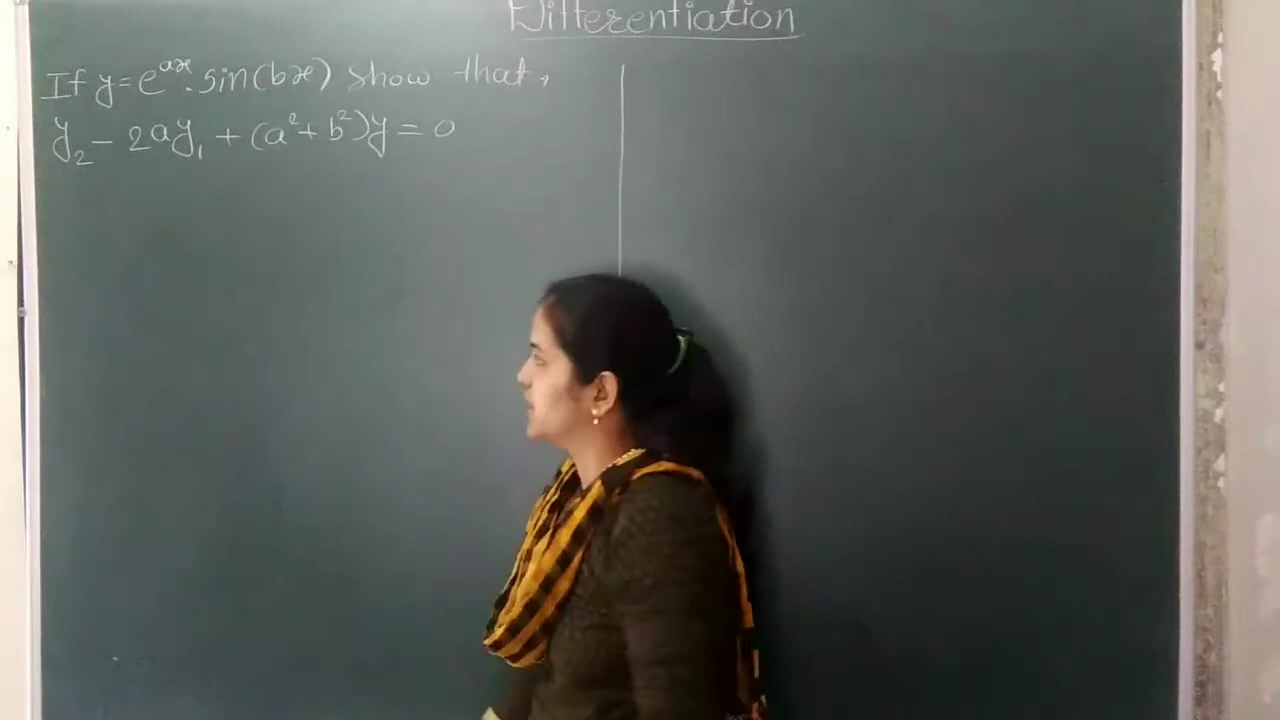 Differentiation
If y=e^{ax}.sin(bx) show that,
y₂ - 2ay₁ + (a²+b²)y = 0